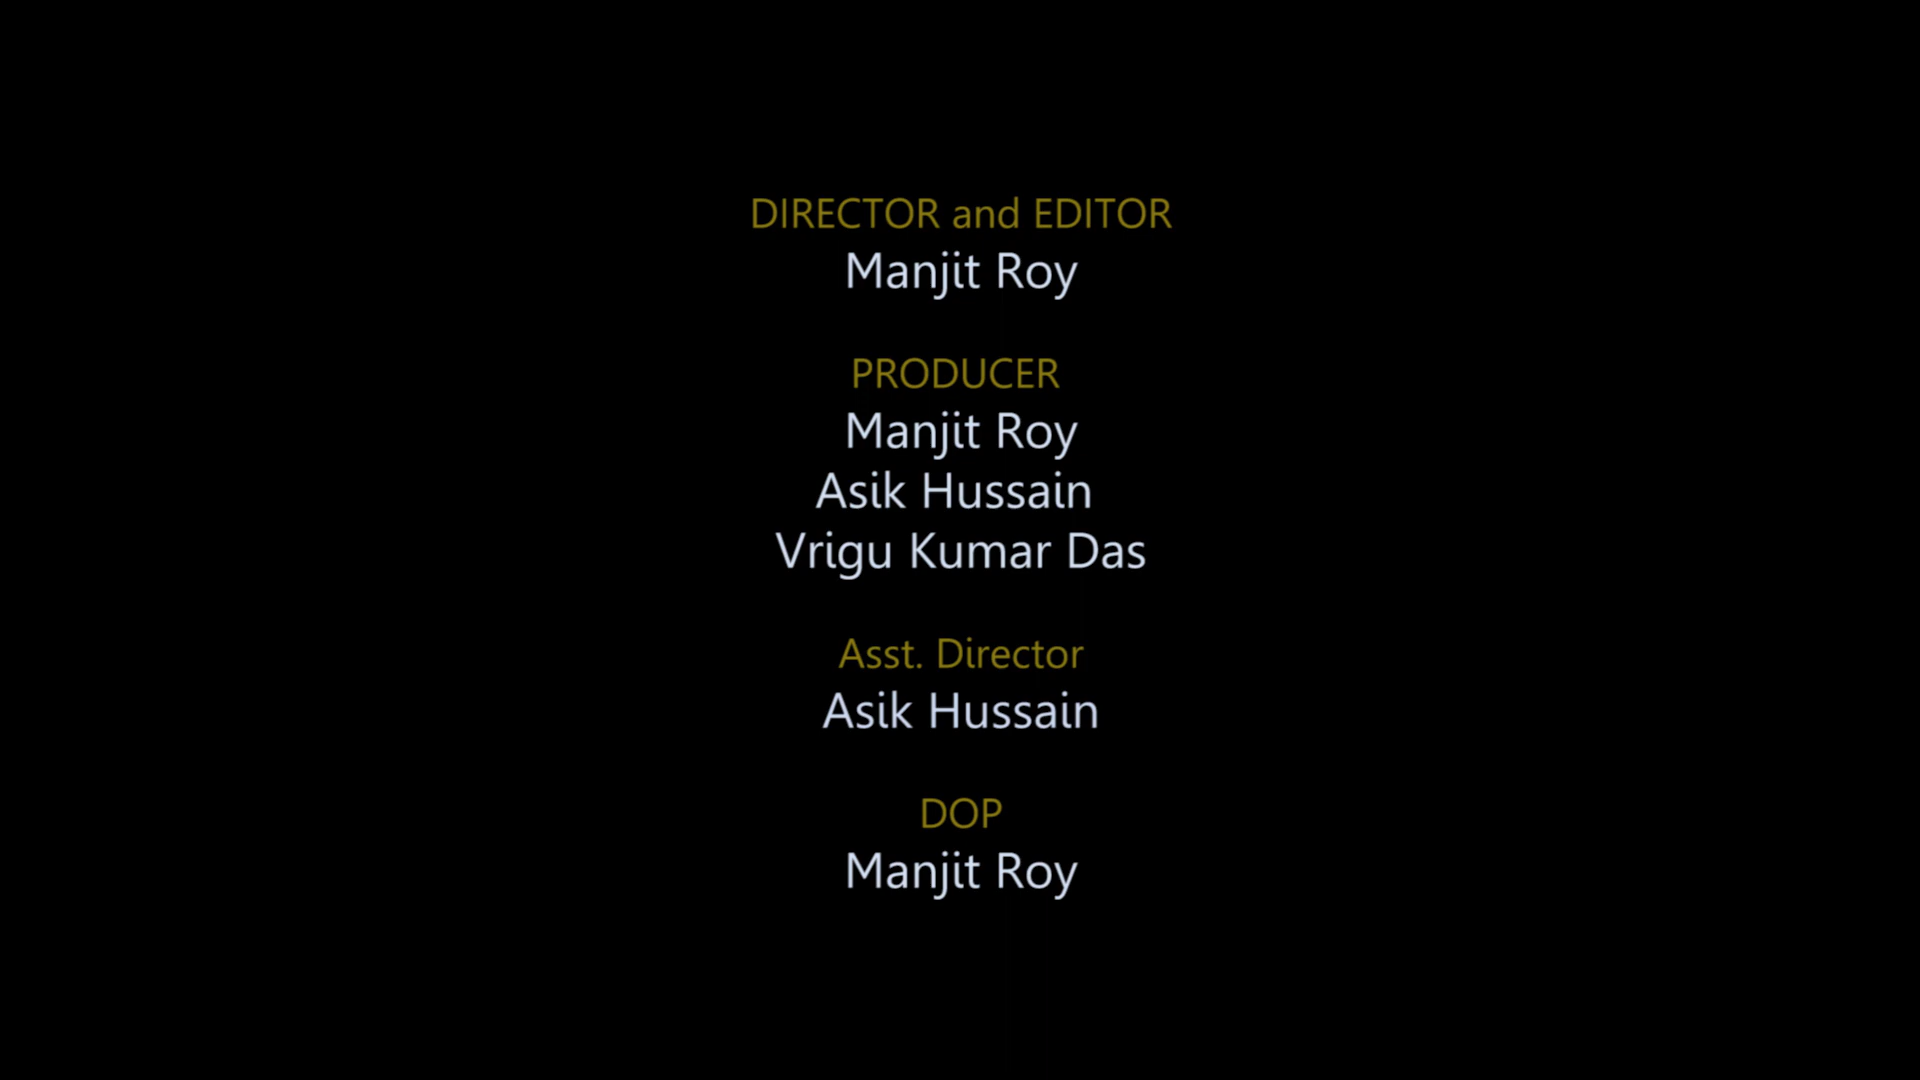 DIRECTOR and EDITOR
Manjit Roy
PRODUCER
Manjit Roy
Asik Hussain
Vrigu Kumar Das
Asst. Director
Asik Hussain
DOP
Manjit Roy